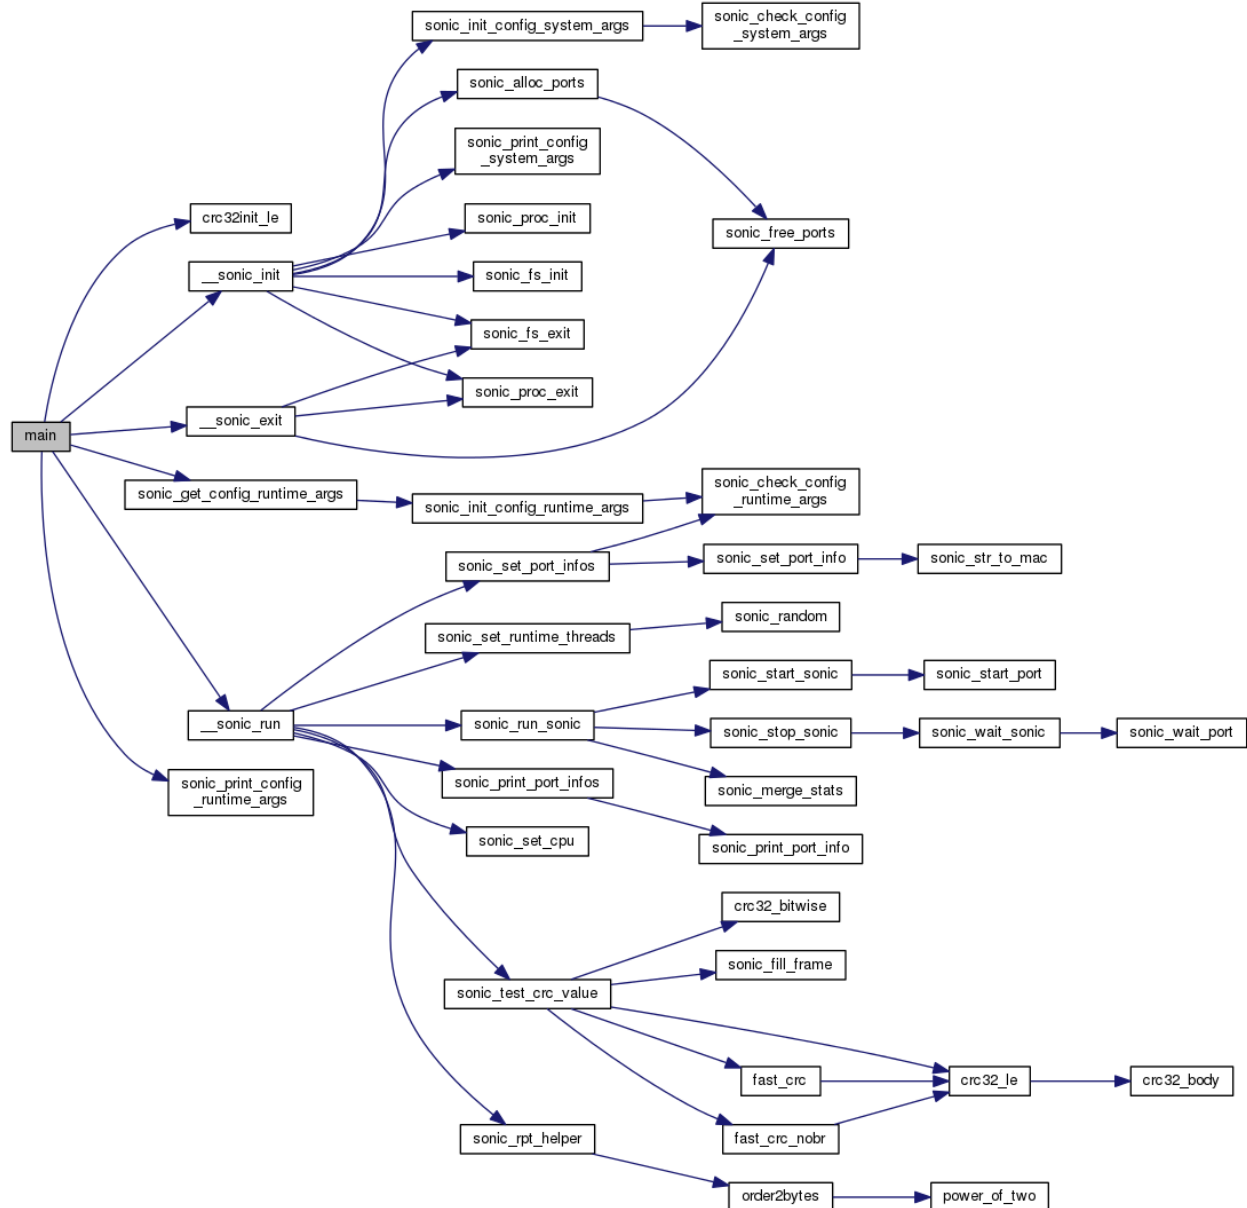 sonic_init_config_system_args
sonic_check_config
_system_args
sonic_alloc_ports
sonic_print_config
_system_args
crc32init_le
sonic_proc_init
sonic_free_ports
__sonic_init
sonic_fs_init
sonic_fs_exit
sonic_proc_exit
__sonic_exit
main
sonic_get_config_runtime_args
sonic_init_config_runtime_args
sonic_check_config
_runtime_args
sonic_set_port_infos
sonic_set_port_info
sonic_str_to_mac
sonic_set_runtime_threads
sonic_random
sonic_start_sonic
sonic_start_port
__sonic_run
sonic_run_sonic
sonic_stop_sonic
sonic_wait_sonic
sonic_wait_port
sonic_print_config
_runtime_args
sonic_print_port_infos
sonic_merge_stats
sonic_set_cpu
sonic_print_port_info
crc32_bitwise
sonic_fill_frame
sonic_test_crc_value
fast_crc
crc32_le
crc32_body
sonic_rpt_helper
fast_crc_nobr
order2bytes
power_of_two